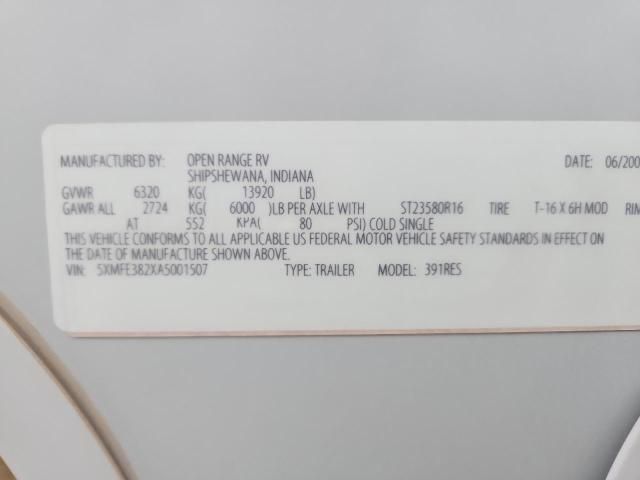 MANUFACTURED BY: OPEN RANGE RV DATE: 06/200
SHIPSHEWANA, INDIANA
GVWR 6320 KG( 13920 LB)
GAWR ALL 2724 KG( 6000 )LB PER AXLE WITH ST23580R16 TIRE T-16 X 6H MOD RIM
AT 552 KPA( 80 PSI) COLD SINGLE
THIS VEHICLE CONFORMS TO ALL APPLICABLE US FEDERAL MOTOR VEHICLE SAFETY STANDARDS IN EFFECT ON
THE DATE OF MANUFACTURE SHOWN ABOVE.
VIN: 5XMFE382XA5001507 TYPE: TRAILER MODEL: 391RES